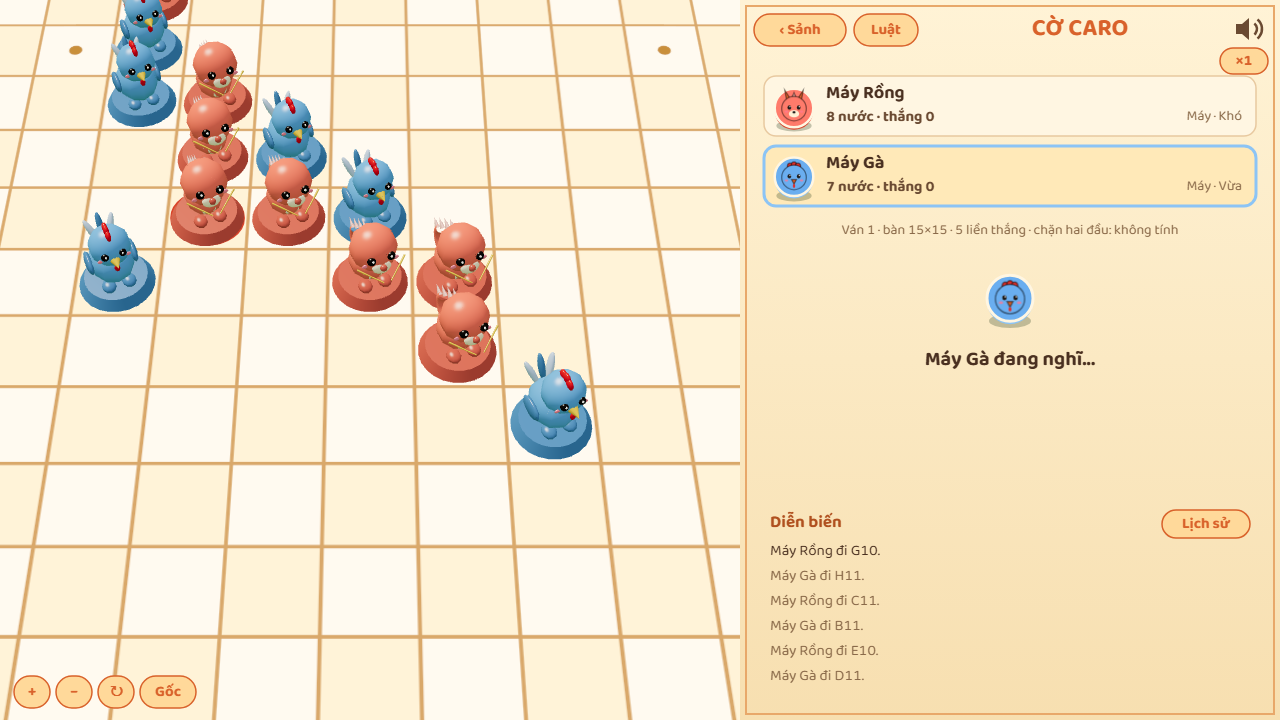 ‹ Sảnh
Luật
CỜ CARO
×1
Máy Rồng
8 nước · thắng 0
Máy · Khó
Máy Gà
7 nước · thắng 0
Máy · Vừa
Ván 1 · bàn 15×15 · 5 liền thắng · chặn hai đầu: không tính
Máy Gà đang nghĩ...
Diễn biến
Lịch sử
Máy Rồng đi G10.
Máy Gà đi H11.
Máy Rồng đi C11.
Máy Gà đi B11.
Máy Rồng đi E10.
Máy Gà đi D11.
+
−
↻
Gốc